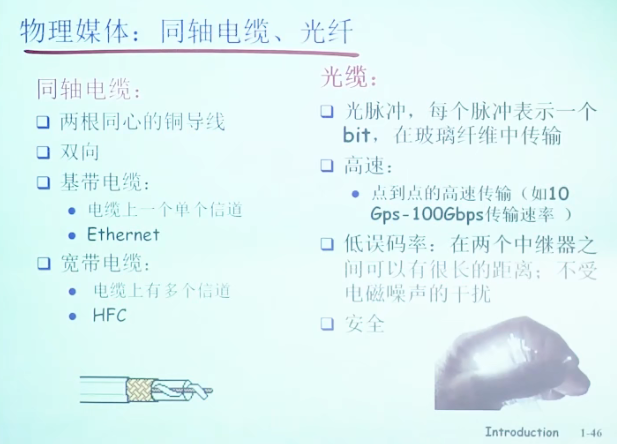 物理媒体：同轴电缆、光纤
同轴电缆：
两根同心的铜导线
双向
基带电缆：
电缆上一个单个信道
Ethernet
宽带电缆：
电缆上有多个信道
HFC
光缆：
光脉冲，每个脉冲表示一个
bit，在玻璃纤维中传输
高速：
点到点的高速传输（如10
Gps-100Gbps传输速率 ）
低误码率：在两个中继器之
间可以有很长的距离；不受
电磁噪声的干扰
安全
Introduction 1-46